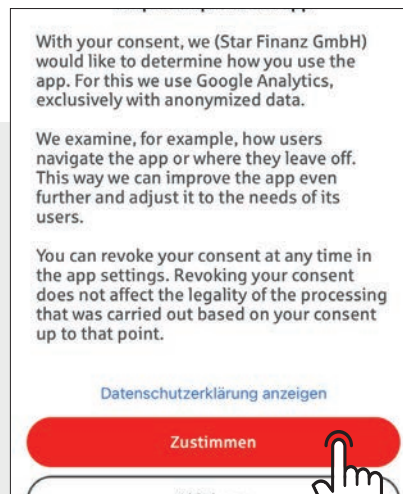 With your consent, we (Star Finanz GmbH)
would like to determine how you use the
app. For this we use Google Analytics,
exclusively with anonymized data.
We examine, for example, how users
navigate the app or where they leave off.
This way we can improve the app even
further and adjust it to the needs of its
users.
You can revoke your consent at any time in
the app settings. Revoking your consent
does not affect the legality of the processing
that was carried out based on your consent
up to that point.
Datenschutzerklärung anzeigen
Zustimmen